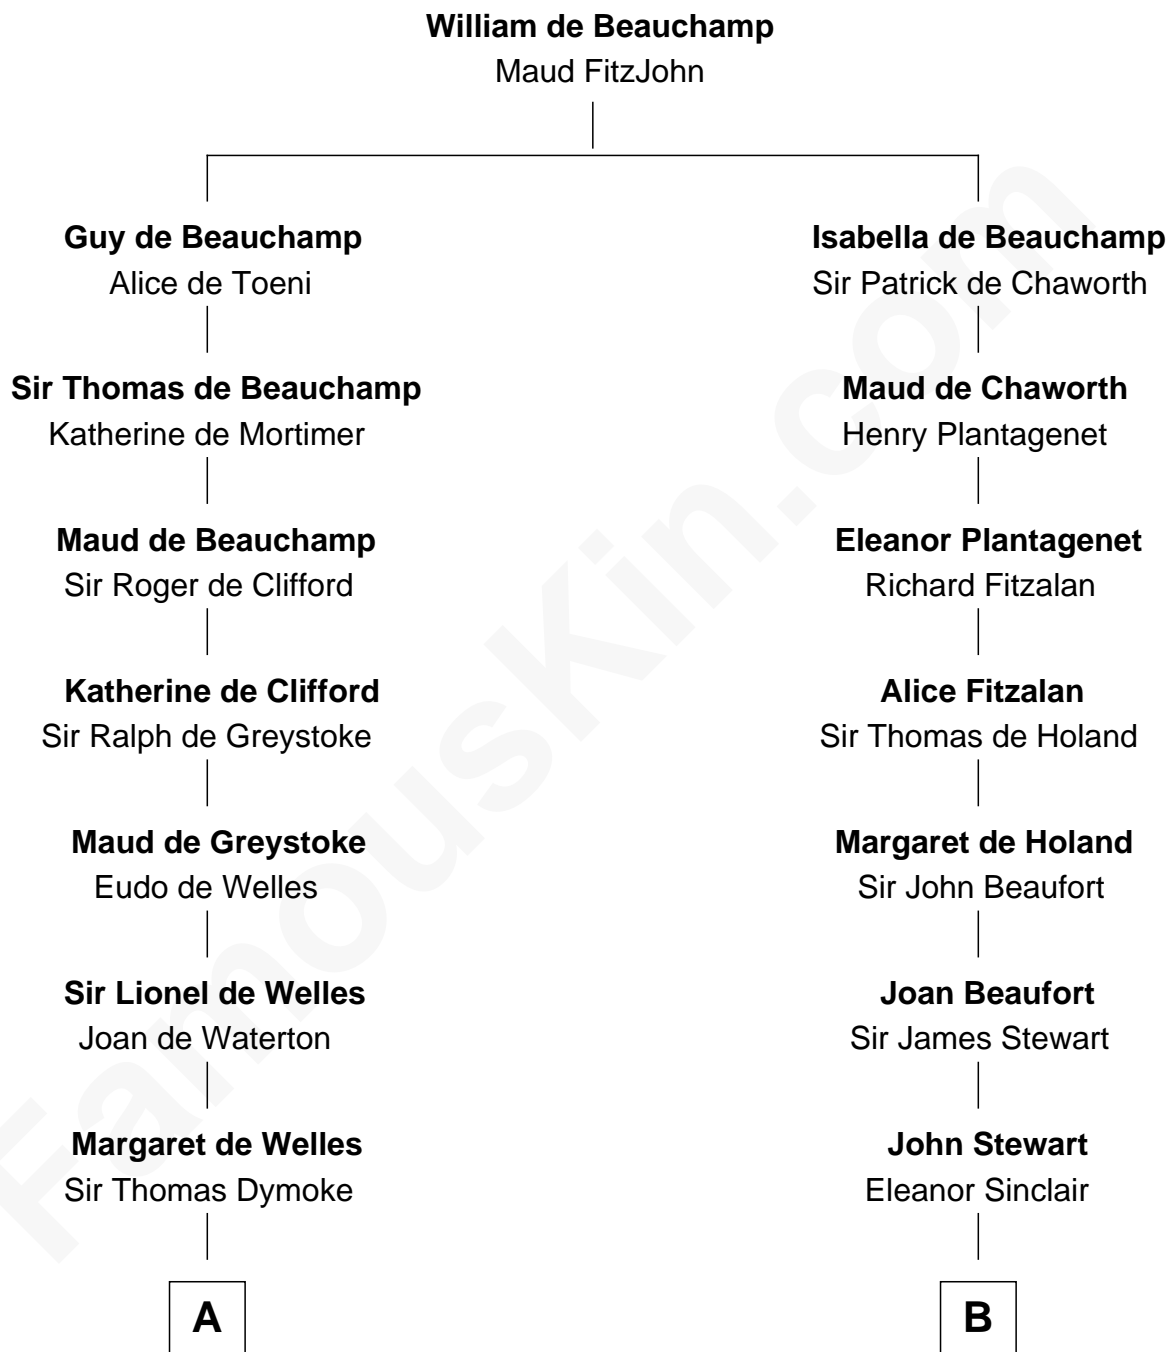 William de Beauchamp
Maud FitzJohn
Guy de Beauchamp
Alice de Toeni
Isabella de Beauchamp
Sir Patrick de Chaworth
Sir Thomas de Beauchamp
Katherine de Mortimer
Maud de Chaworth
Henry Plantagenet
Maud de Beauchamp
Sir Roger de Clifford
Eleanor Plantagenet
Richard Fitzalan
Katherine de Clifford
Sir Ralph de Greystoke
Alice Fitzalan
Sir Thomas de Holand
Maud de Greystoke
Eudo de Welles
Margaret de Holand
Sir John Beaufort
Sir Lionel de Welles
Joan de Waterton
Joan Beaufort
Sir James Stewart
Margaret de Welles
Sir Thomas Dymoke
John Stewart
Eleanor Sinclair
A
B
FamousKin.com